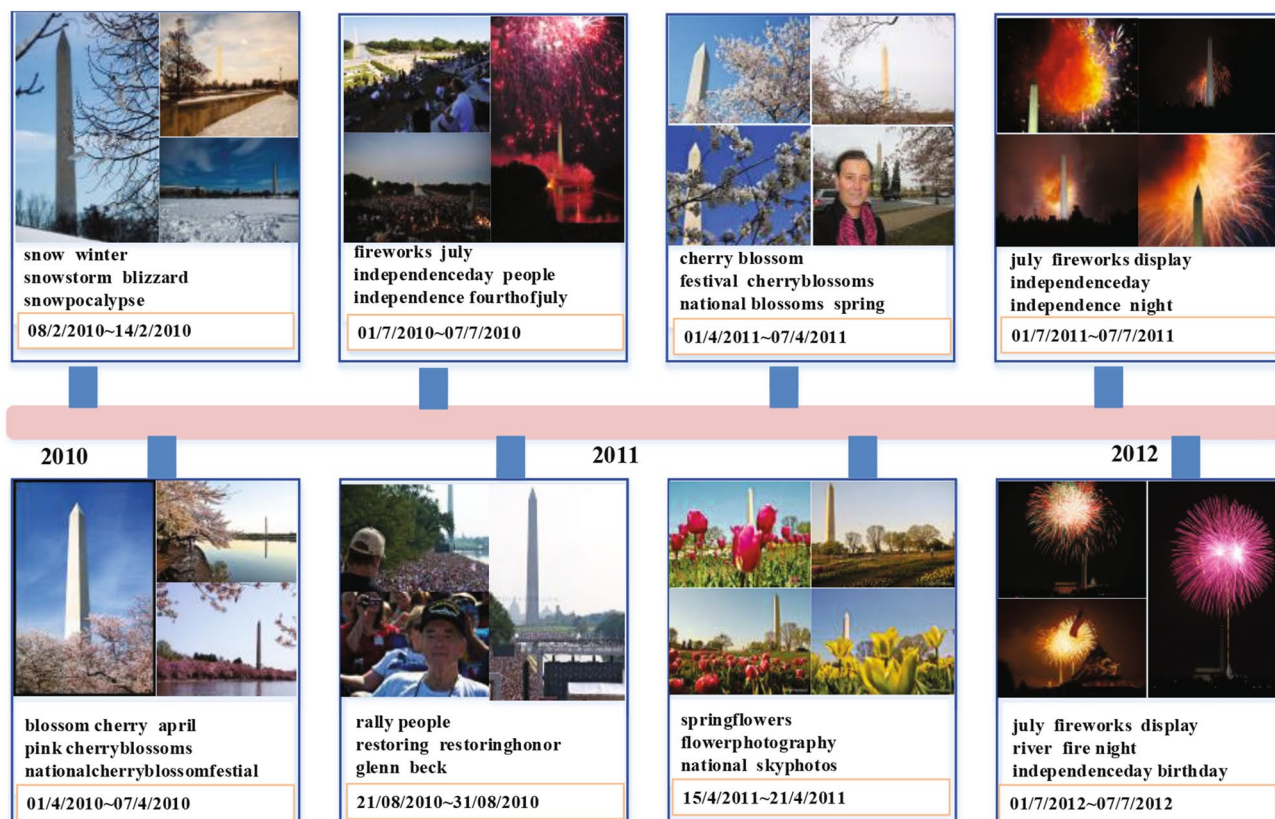 snow winter
snowstorm blizzard
snowpocalypse
08/2/2010~14/2/2010
fireworks july
independenceday people
independence fourthofjuly
01/7/2010~07/7/2010
cherry blossom
festival cherryblossoms
national blossoms spring
01/4/2011~07/4/2011
july fireworks display
independenceday
independence night
01/7/2011~07/7/2011
2010
2011
2012
blossom cherry april
pink cherryblossoms
nationalcherryblossomfestial
01/4/2010~07/4/2010
rally people
restoring restoringhonor
glenn beck
21/08/2010~31/08/2010
springflowers
flowerphotography
national skyphotos
15/4/2011~21/4/2011
july fireworks display
river fire night
independenceday birthday
01/7/2012~07/7/2012